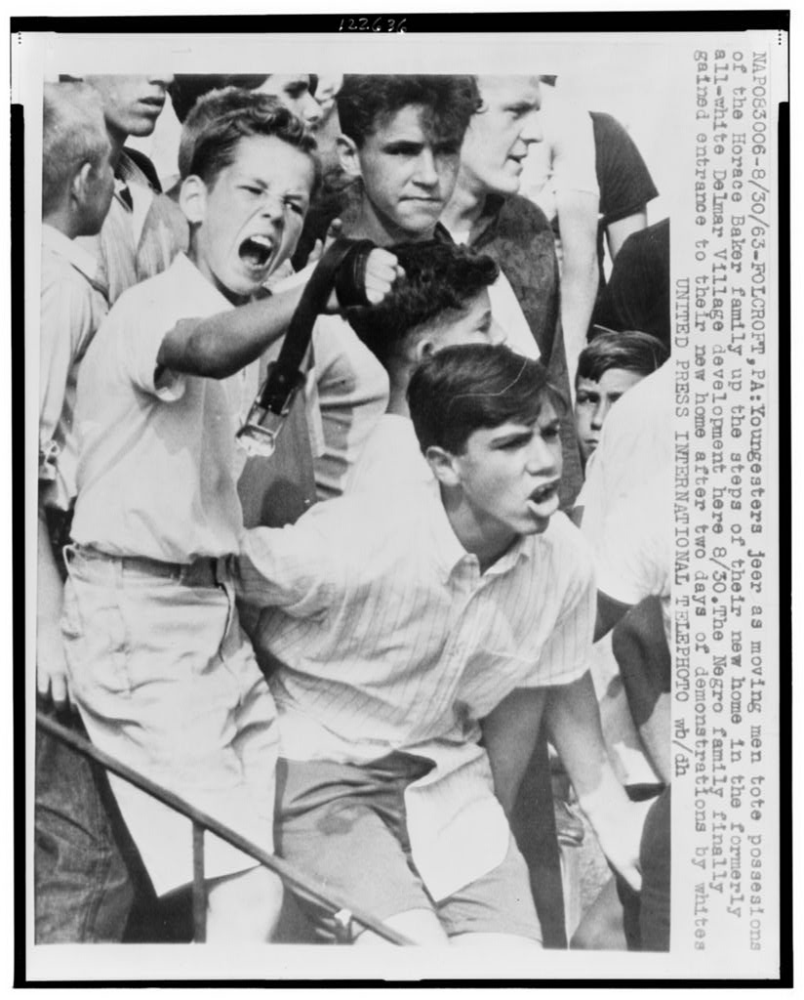 122636
NAP083006-8/30/63-FOLCROFT,PA:Youngesters jeer as moving men tote possesions
of the Horace Baker family up the steps of their new home in the formerly
all-white Delmar Village development here 8/30.The Negro family finally
gained entrance to their new home after two days of demonstrations by whites
UNITED PRESS INTERNATIONAL TELEPHOTO wb/dh